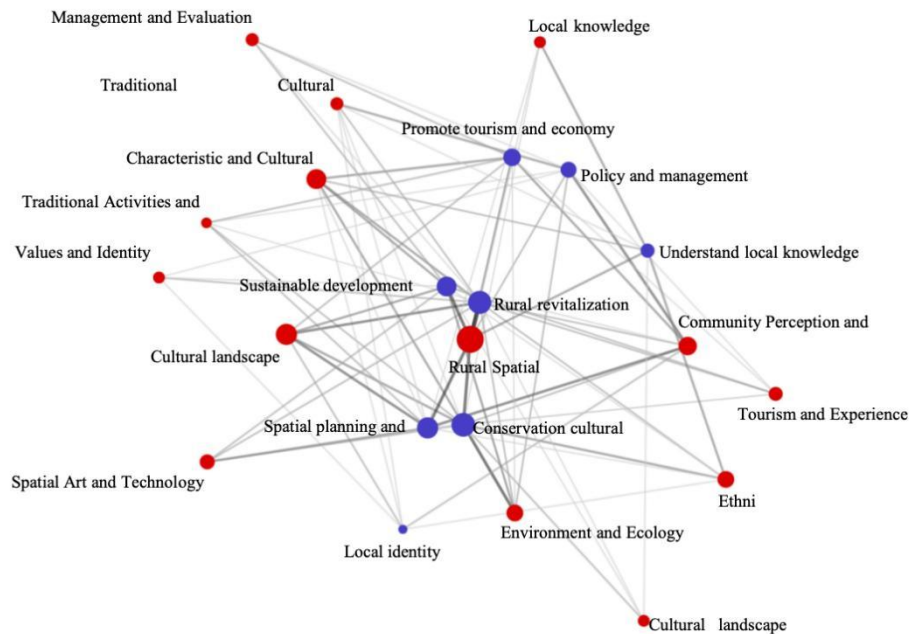 Management and Evaluation
Local knowledge
Traditional
Cultural
Promote tourism and economy
Characteristic and Cultural
Policy and management
Traditional Activities and
Values and Identity
Understand local knowledge
Sustainable development
Rural revitalization
Community Perception and
Cultural landscape
Rural Spatial
Tourism and Experience
Spatial planning and
Conservation cultural
Spatial Art and Technology
Ethni
Environment and Ecology
Local identity
Cultural landscape